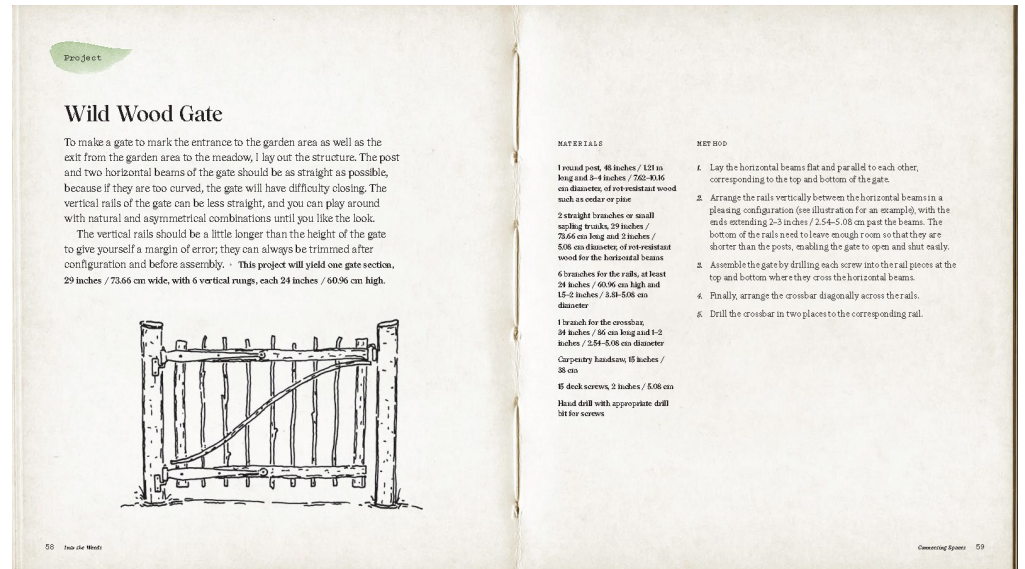 Project
Wild Wood Gate
To make a gate to mark the entrance to the garden area as well as the
exit from the garden area to the meadow, I lay out the structure. The post
and two horizontal beams of the gate should be as straight as possible,
because if they are too curved, the gate will have difficulty closing. The
vertical rails of the gate can be less straight, and you can play around
with natural and asymmetrical combinations until you like the look.
The vertical rails should be a little longer than the height of the gate
to give yourself a margin of error; they can always be trimmed after
configuration and before assembly. • This project will yield one gate section,
29 inches / 73.66 cm wide, with 6 vertical rungs, each 24 inches / 60.96 cm high.
58 Into the Weeds
MATERIALS
1 round post, 48 inches / 1.21 m
long and 3–4 inches / 7.62–10.16
cm diameter, of rot-resistant wood
such as cedar or pine
2 straight branches or small
sapling trunks, 29 inches /
73.66 cm long and 2 inches /
5.08 cm diameter, of rot-resistant
wood for the horizontal beams
6 branches for the rails, at least
24 inches / 60.96 cm high and
1.5–2 inches / 3.81–5.08 cm
diameter
1 branch for the crossbar,
34 inches / 86 cm long and 1–2
inches / 2.54–5.08 cm diameter
Carpentry handsaw, 15 inches /
38 cm
15 deck screws, 2 inches / 5.08 cm
Hand drill with appropriate drill
bit for screws
METHOD
1. Lay the horizontal beams flat and parallel to each other,
corresponding to the top and bottom of the gate.
2. Arrange the rails vertically between the horizontal beams in a
pleasing configuration (see illustration for an example), with the
ends extending 2–3 inches / 2.54–5.08 cm past the beams. The
bottom of the rails need to leave enough room so that they are
shorter than the posts, enabling the gate to open and shut easily.
3. Assemble the gate by drilling each screw into the rail pieces at the
top and bottom where they cross the horizontal beams.
4. Finally, arrange the crossbar diagonally across the rails.
5. Drill the crossbar in two places to the corresponding rail.
Connecting Spaces 59